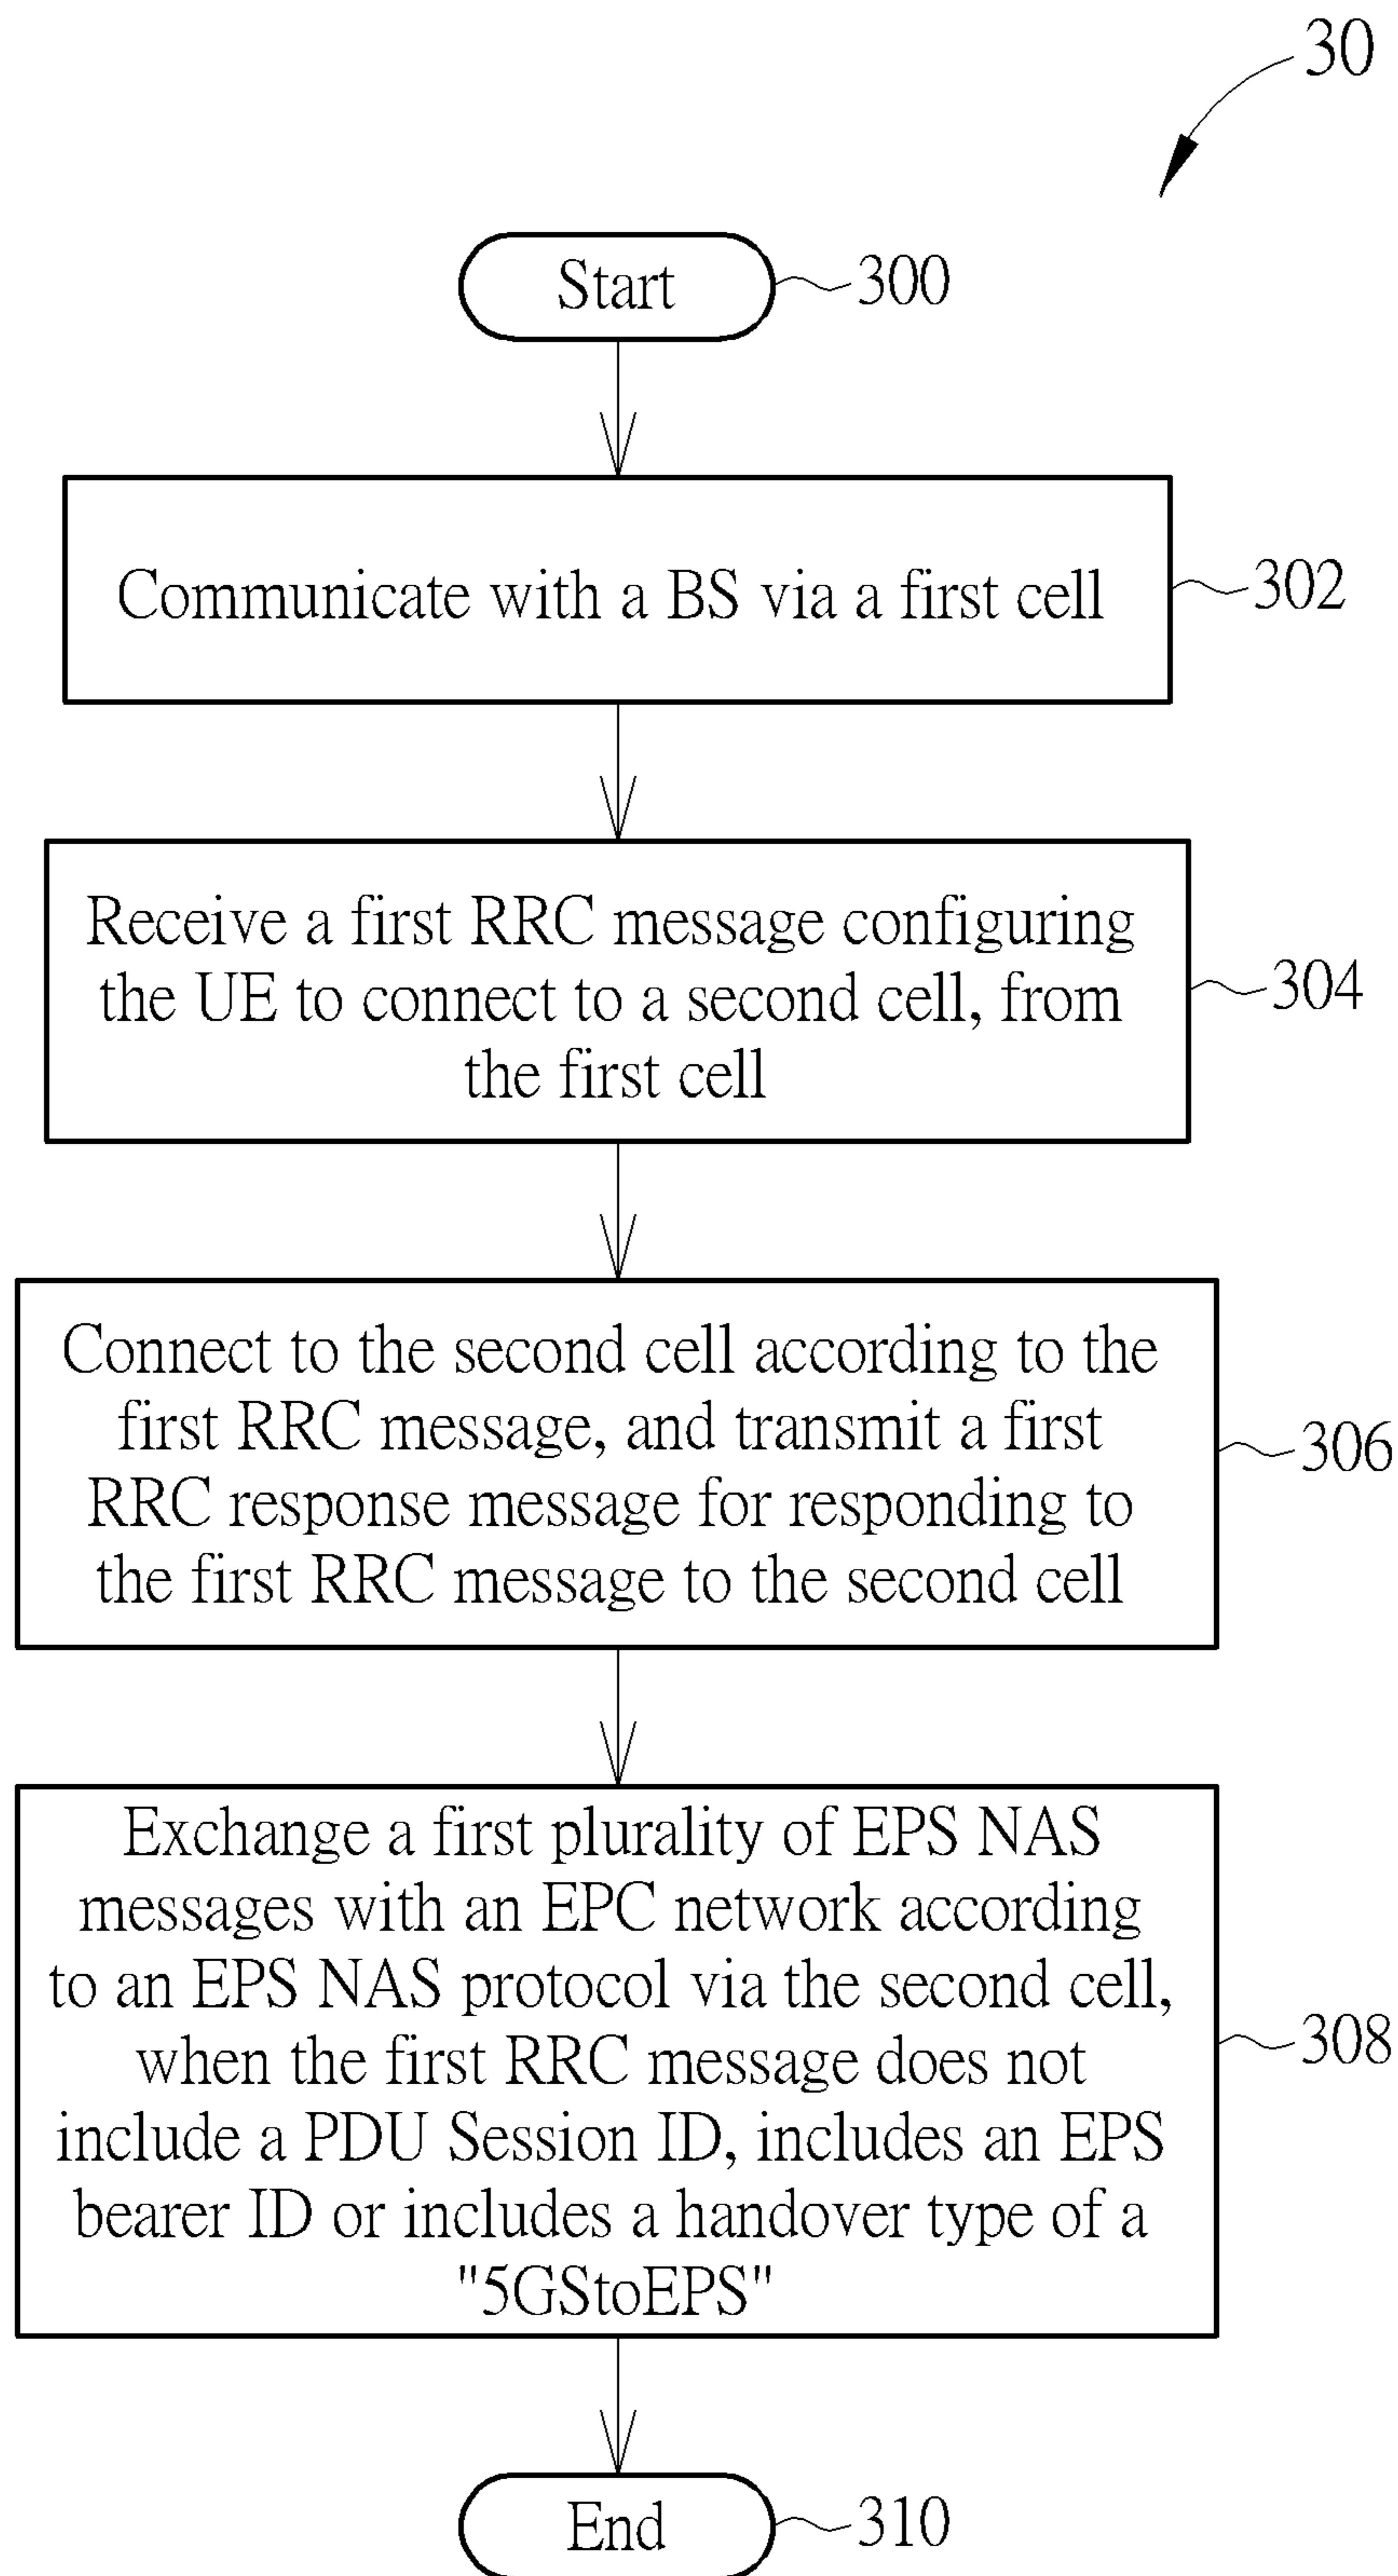 30
Start
300
Communicate with a BS via a first cell
302
Receive a first RRC message configuring
the UE to connect to a second cell, from
the first cell
304
Connect to the second cell according to the
first RRC message, and transmit a first
RRC response message for responding to
the first RRC message to the second cell
306
Exchange a first plurality of EPS NAS
messages with an EPC network according
to an EPS NAS protocol via the second cell,
when the first RRC message does not
include a PDU Session ID, includes an EPS
bearer ID or includes a handover type of a
"5GStoEPS"
308
End
310